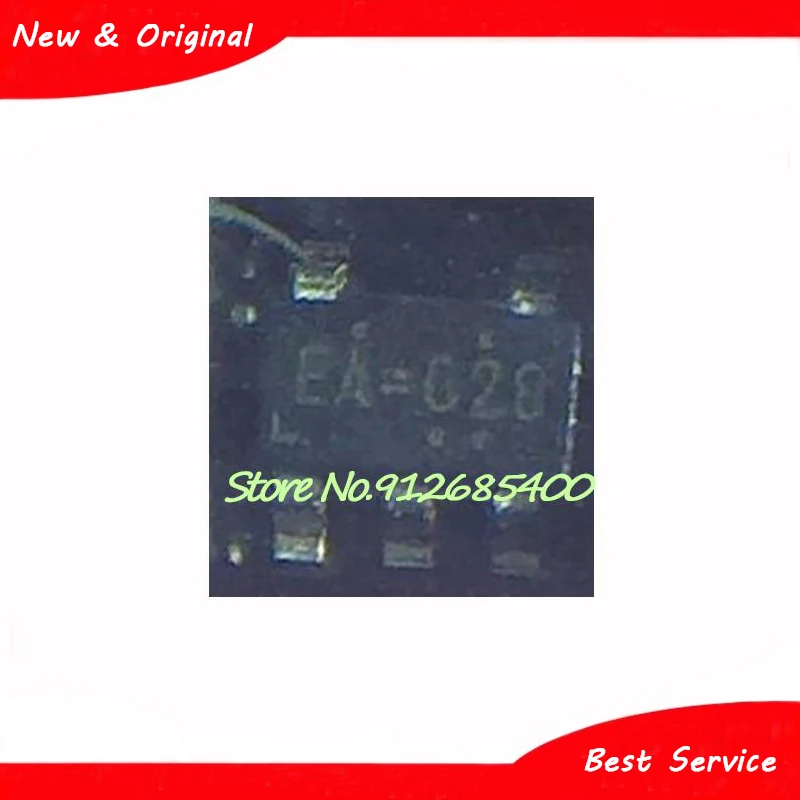 New & Original
EA=628
Store No.912685400
Best Service